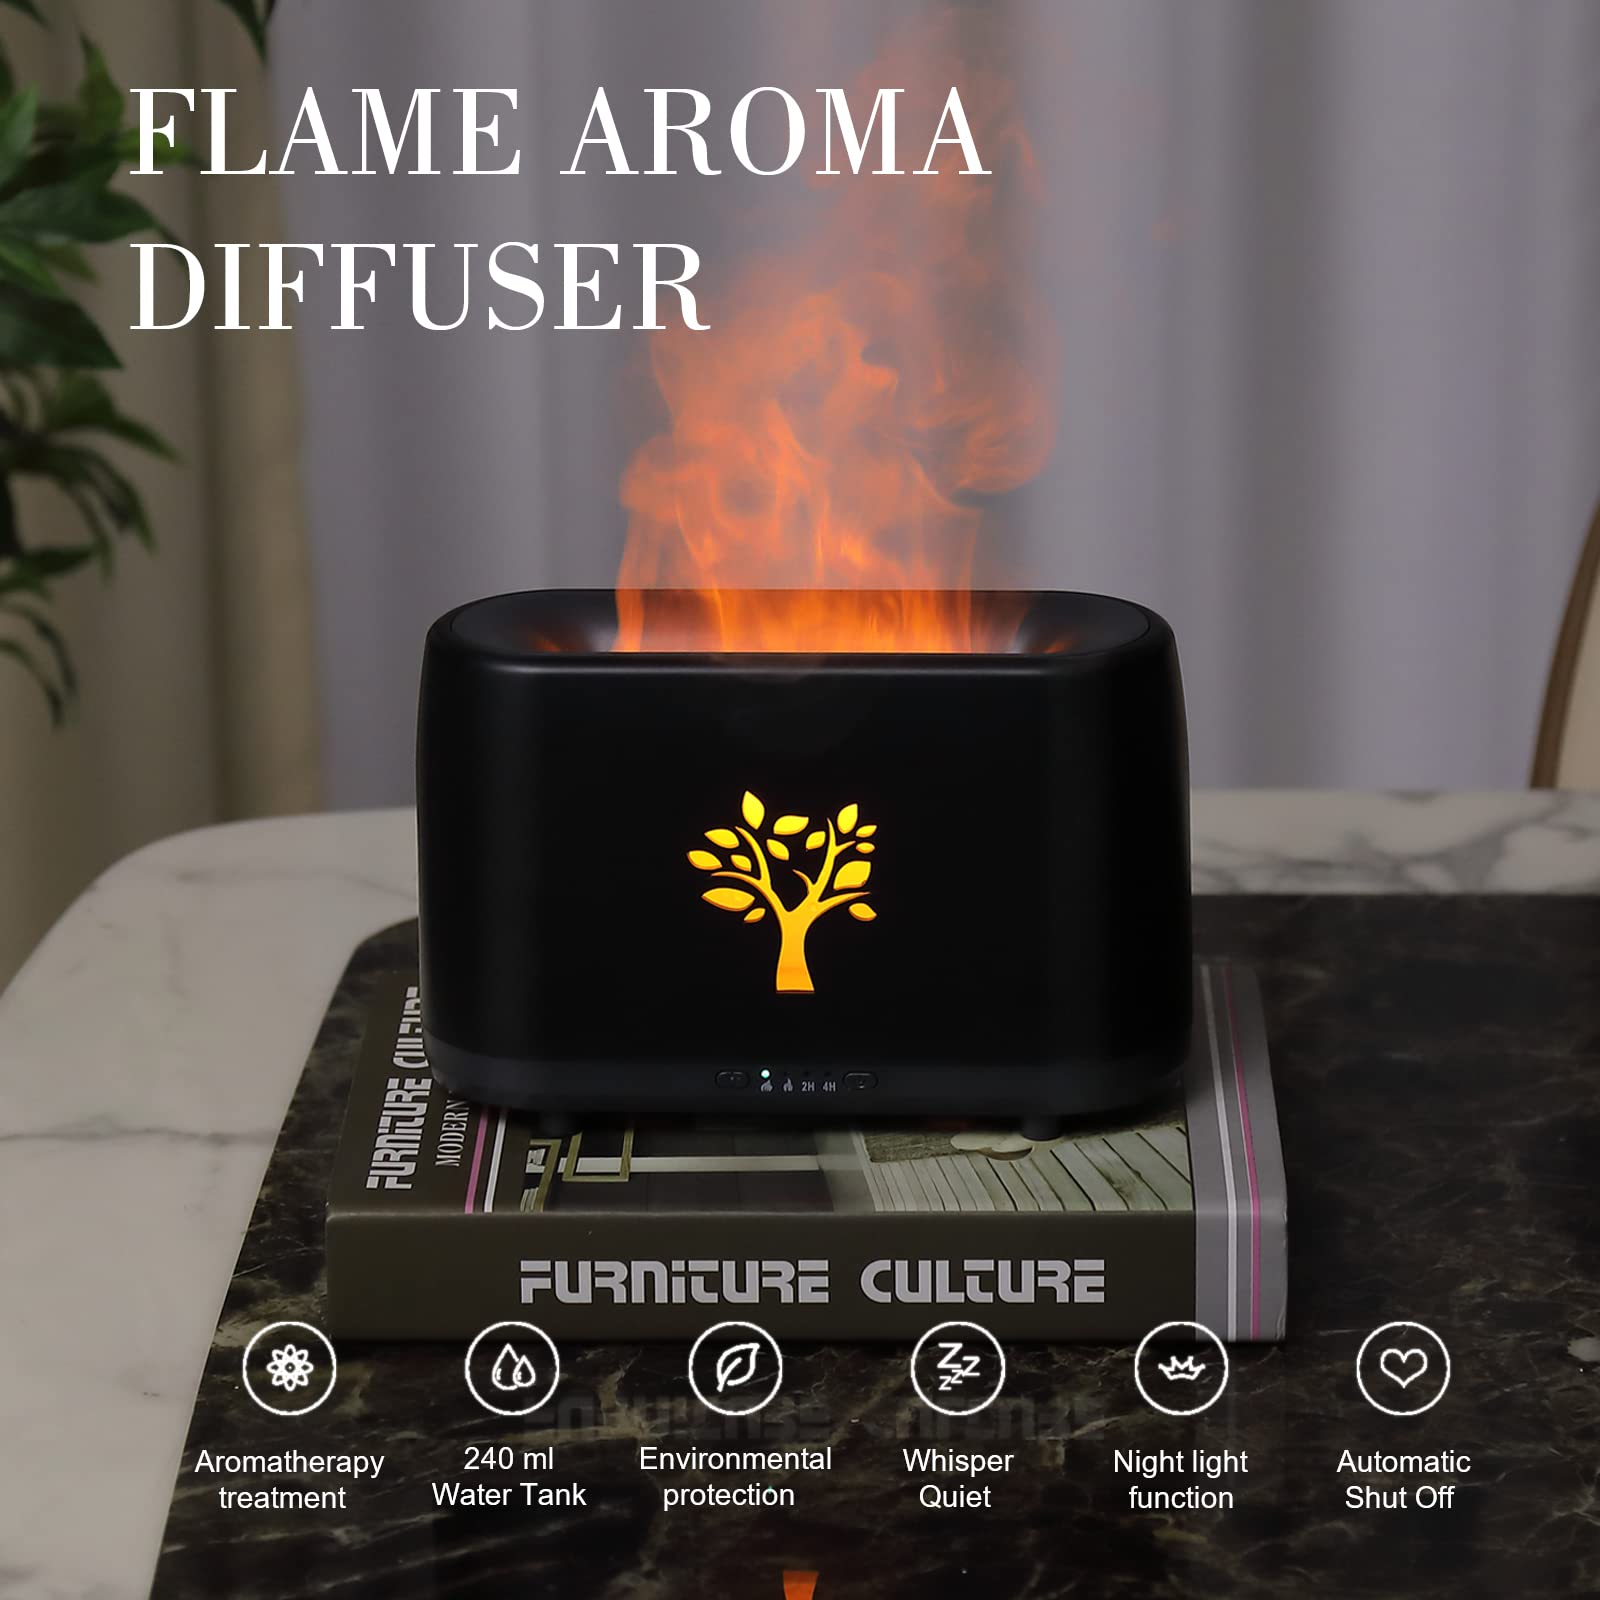 FLAME AROMA
DIFFUSER
2H 4H
FURNITURE CULTURE
MODERN
FURNITURE CULTURE
Aromatherapy
treatment
240 ml
Water Tank
Environmental
protection
Whisper
Quiet
Night light
function
Automatic
Shut Off